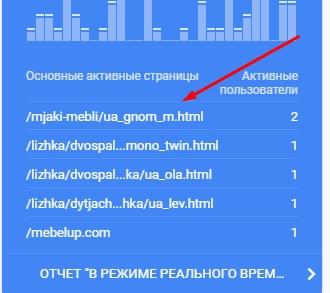 Основные активные страницы
Активные
пользователи
/mjaki-mebli/ua_gnom_m.html 2
/lizhka/dvospal...mono_twin.html 1
/lizhka/dvospal...ka/ua_ola.html 1
/lizhka/dytjach...hka/ua_lev.html 1
/mebelup.com 1
ОТЧЕТ "В РЕЖИМЕ РЕАЛЬНОГО ВРЕМ...